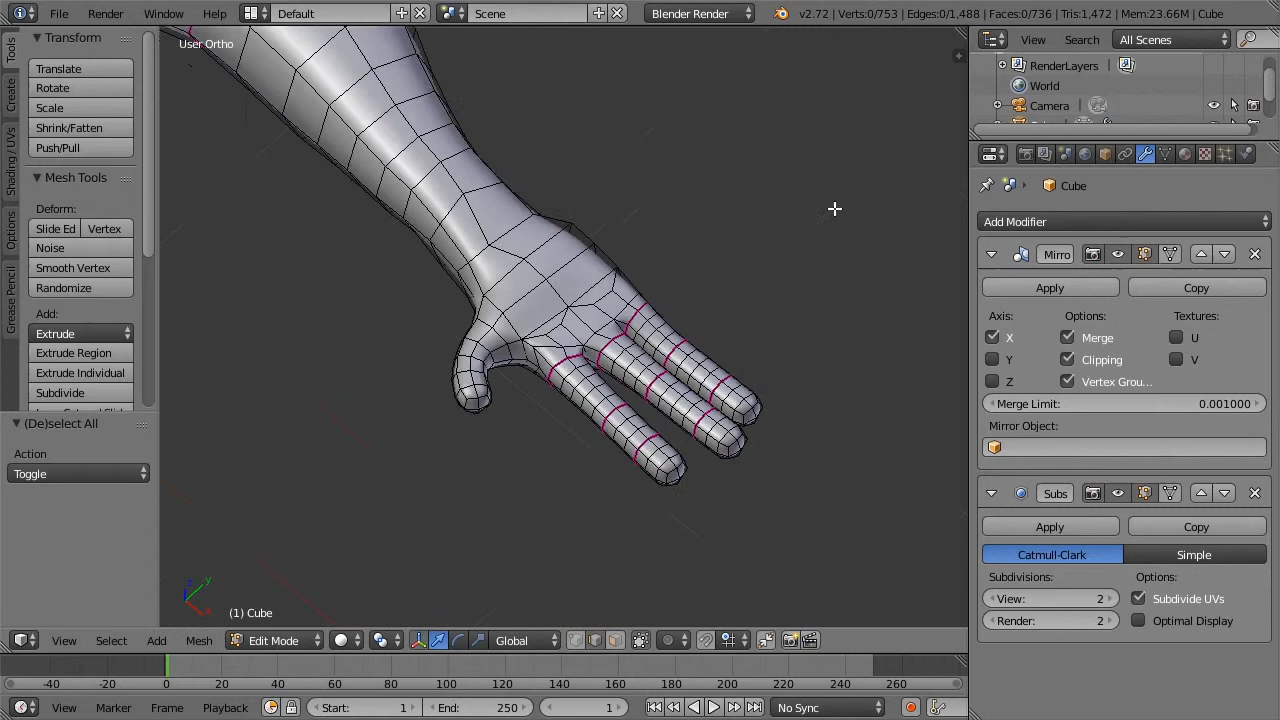 File Render Window Help Default Scene Blender Render v2.72 | Verts:0/753 | Edges:0/1,488 | Faces:0/736 | Tris:1,472 | Mem:23.66M | Cube
Tools
Create
Shading / UVs
Options
Grease Pencil
Transform
Translate
Rotate
Scale
Shrink/Fatten
Push/Pull
Mesh Tools
Deform:
Slide Ed Vertex
Noise
Smooth Vertex
Randomize
Add:
Extrude
Extrude Region
Extrude Individual
Subdivide
(De)select All
Action
Toggle
User Ortho
z y
(1) Cube
View Select Add Mesh Edit Mode Global
View Search All Scenes
RenderLayers
World
Camera
Cube
Add Modifier
Mirro
Apply Copy
Axis: Options: Textures:
X Merge U
Y Clipping V
Z Vertex Grou...
Merge Limit: 0.001000
Mirror Object:
Subs
Apply Copy
Catmull-Clark Simple
Subdivisions: Options:
View: 2 Subdivide UVs
Render: 2 Optimal Display
-40 -20 0 20 40 60 80 100 120 140 160 180 200 220 240 260
View Marker Frame Playback Start: 1 End: 250 1 No Sync